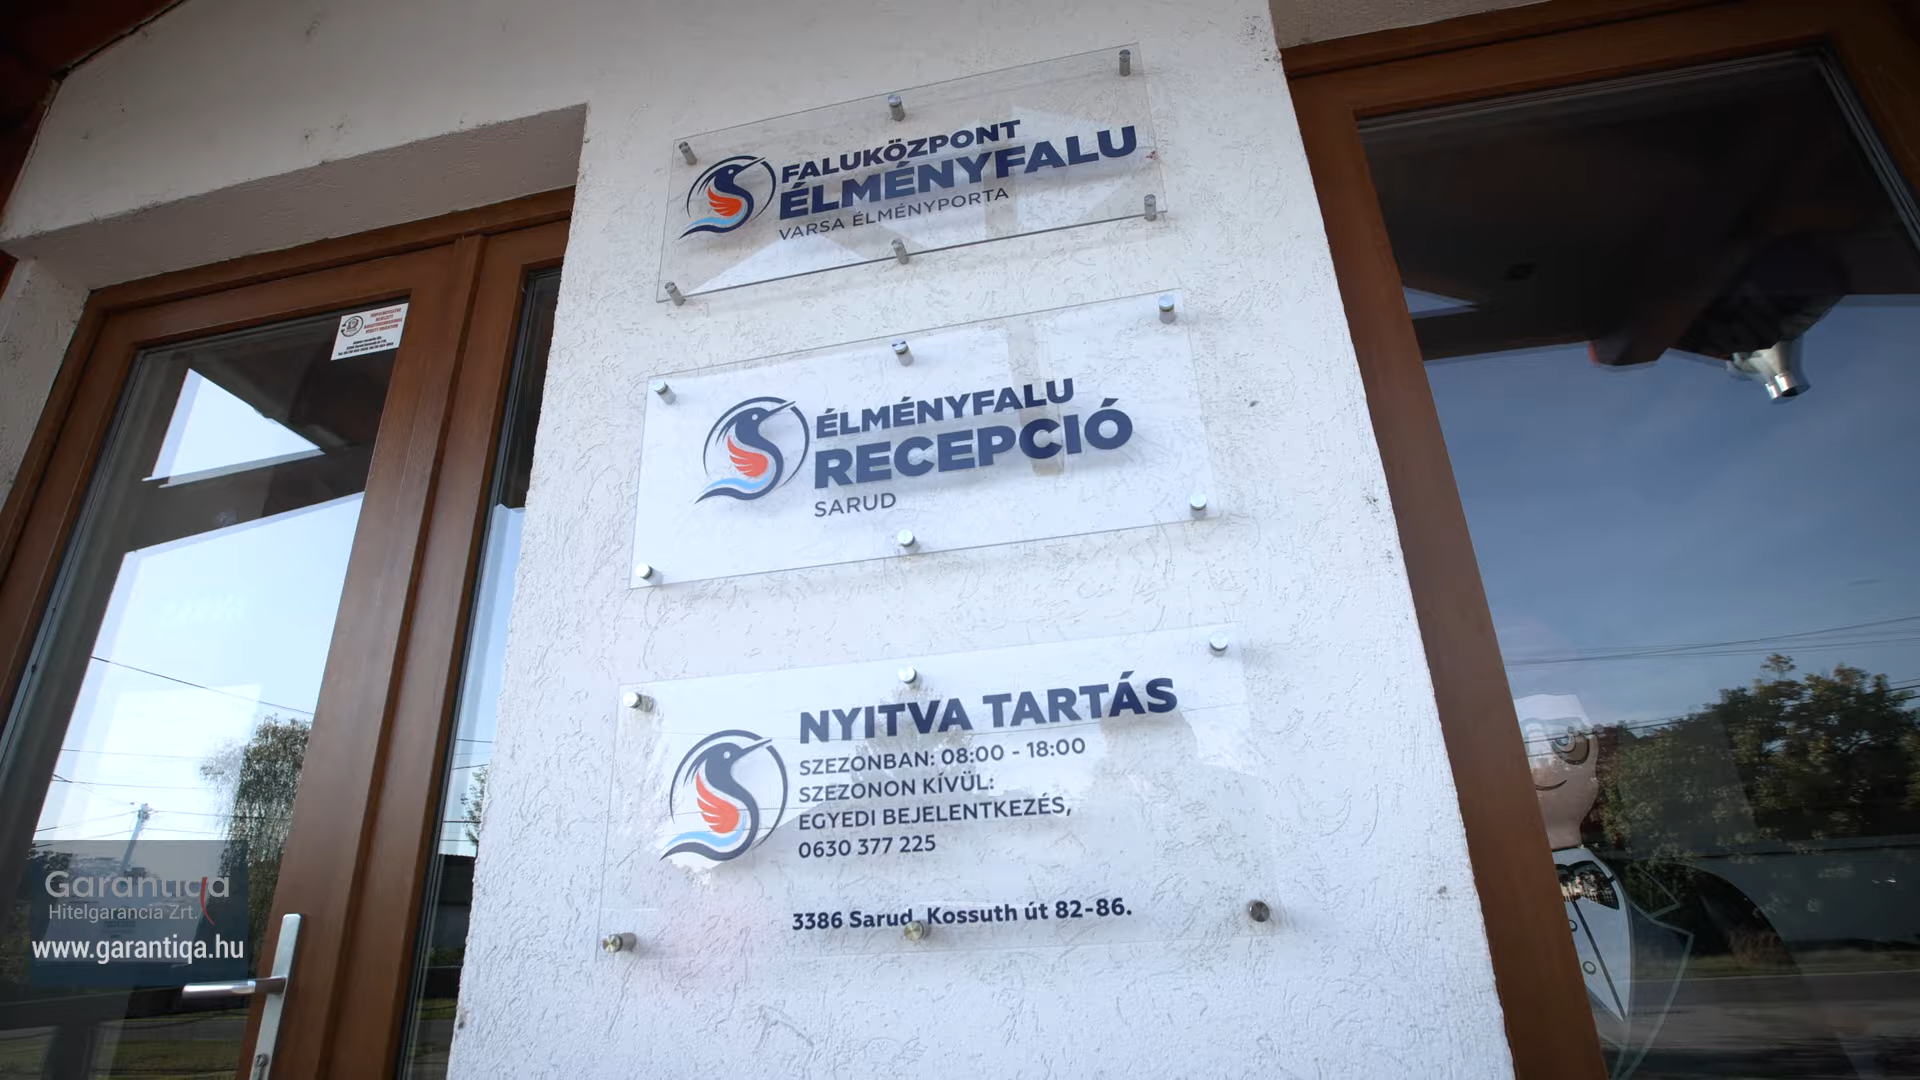 FALUKÖZPONT
ÉLMÉNYFALU
VARSA ÉLMÉNYPORTA
ÉLMÉNYFALU
RECEPCIÓ
SARUD
NYITVA TARTÁS
SZEZONBAN: 08:00 - 18:00
SZEZONON KÍVÜL:
EGYEDI BEJELENTKEZÉS,
0630 377 225
3386 Sarud, Kossuth út 82-86.
Garantiqa
Hitelgarancia Zrt.
www.garantiqa.hu